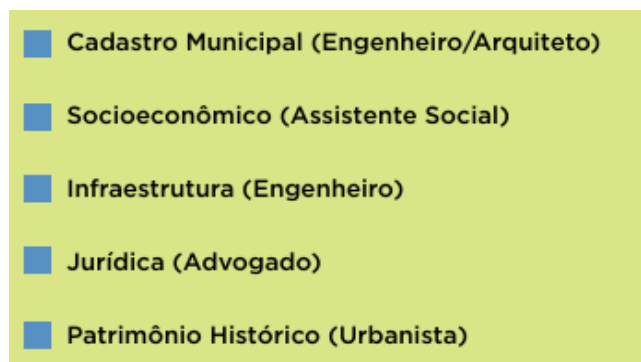 Cadastro Municipal (Engenheiro/Arquiteto)
Socioeconômico (Assistente Social)
Infraestrutura (Engenheiro)
Jurídica (Advogado)
Patrimônio Histórico (Urbanista)